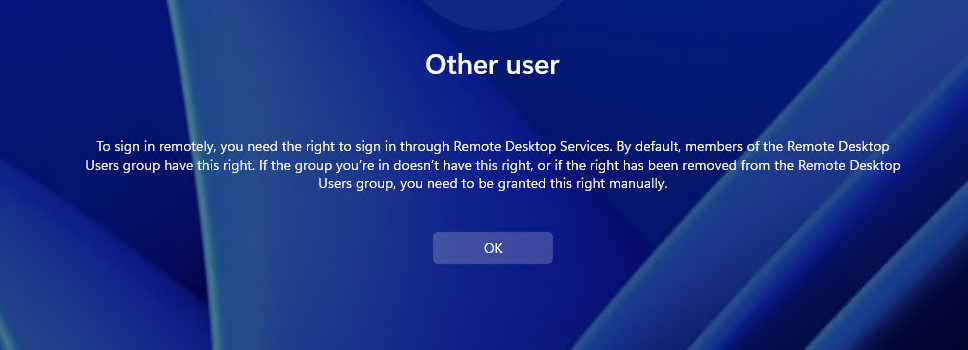 Other user
To sign in remotely, you need the right to sign in through Remote Desktop Services. By default, members of the Remote Desktop
Users group have this right. If the group you’re in doesn’t have this right, or if the right has been removed from the Remote Desktop
Users group, you need to be granted this right manually.
OK